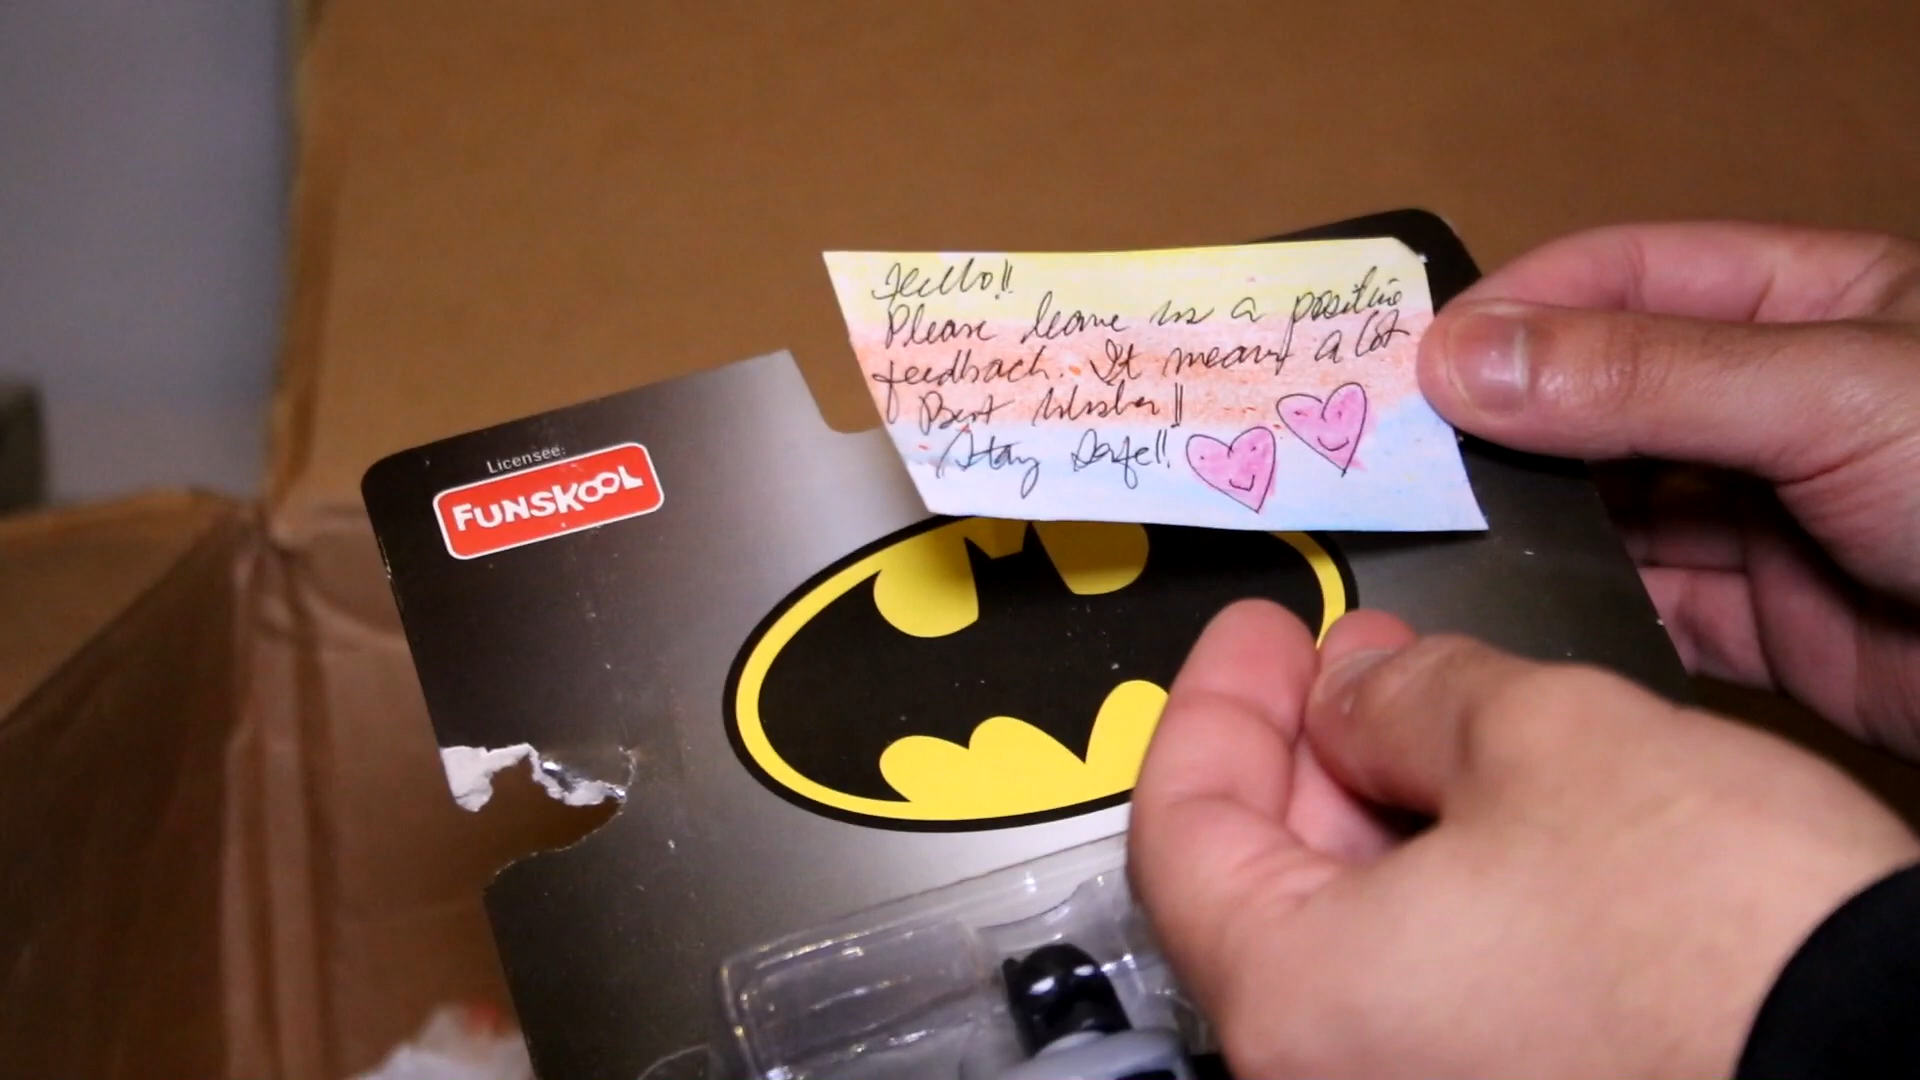 Hello!!
Please leave us a positive
feedback. It means a lot
Best Wishes!!
Stay Safe!!
Licensee:
FUNSKOOL